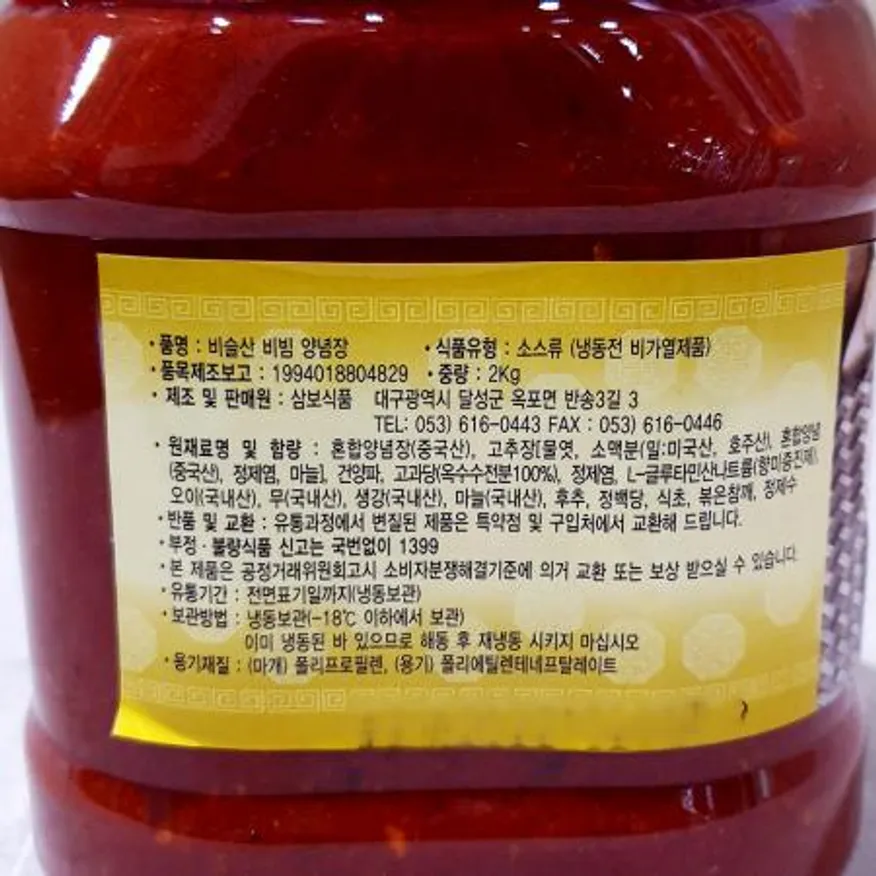 ・품명 : 비슬산 비빔 양념장 ・식품유형 : 소스류 (냉동전 비가열제품)
・품목제조보고 : 1994018804829 ・중량 : 2Kg
・제조 및 판매원 : 삼보식품 대구광역시 달성군 옥포면 반송3길 3
TEL: 053) 616-0443 FAX : 053) 616-0446
・원재료명 및 함량 : 혼합양념장(중국산), 고추장[물엿, 소맥분(밀:미국산, 호주산), 혼합양념
(중국산), 정제염, 마늘], 건양파, 고과당(옥수수전분100%), 정제염, L-글루타민산나트륨(향미증진제),
오이(국내산), 무(국내산), 생강(국내산), 마늘(국내산), 후추, 정백당, 식초, 볶은참깨, 정제수
・반품 및 교환 : 유통과정에서 변질된 제품은 특약점 및 구입처에서 교환해 드립니다.
・부정·불량식품 신고는 국번없이 1399
・본 제품은 공정거래위원회고시 소비자분쟁해결기준에 의거 교환 또는 보상 받으실 수 있습니다.
・유통기간 : 전면표기일까지(냉동보관)
・보관방법 : 냉동보관(-18℃ 이하에서 보관)
이미 냉동된 바 있으므로 해동 후 재냉동 시키지 마십시오
・용기재질 : (마개) 폴리프로필렌, (용기) 폴리에틸렌테네프탈레이트